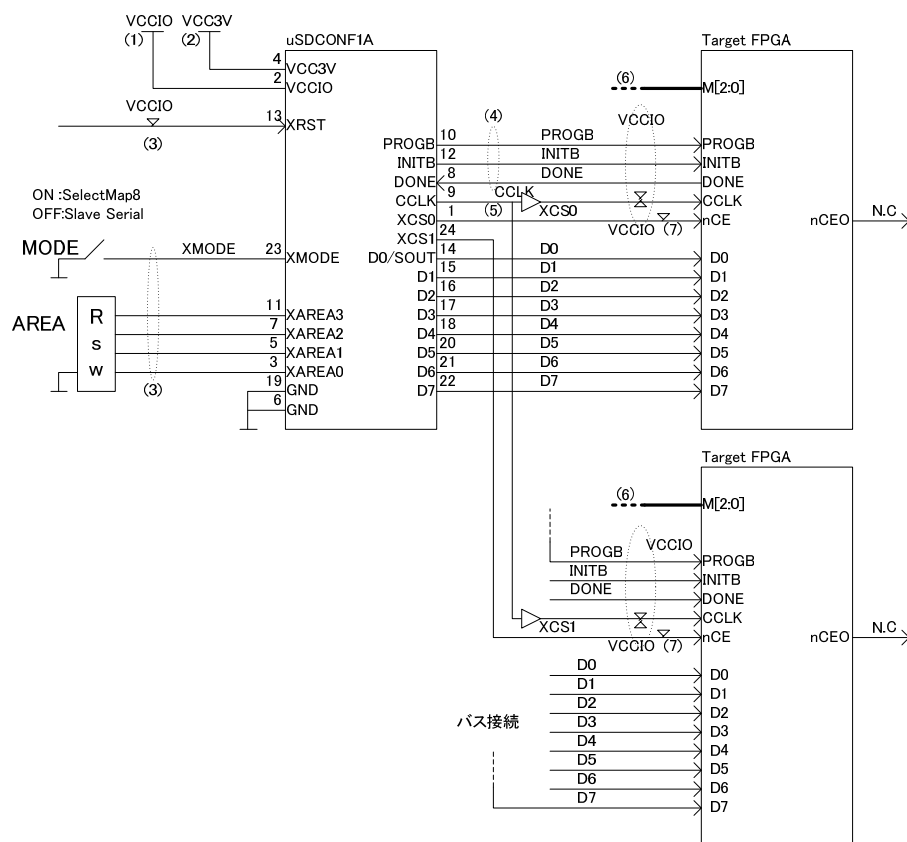 VCCIO
(1)
VCC3V
(2)
uSDCONF1A
4
VCC3V
2
VCCIO
VCCIO
13
XRST
(3)
ON :SelectMap8
OFF:Slave Serial
MODE
XMODE
23
XMODE
AREA
R
s
w
11
XAREA3
7
XAREA2
5
XAREA1
3
XAREA0
(3)
19
GND
6
GND
PROGB
10
INITB
12
DONE
8
CCLK
9
XCS0
1
XCS1
24
D0/SOUT
14
D1
15
D2
16
D3
17
D4
18
D5
20
D6
21
D7
22
(4)
PROGB
INITB
DONE
CCLK
(5)
XCS0
D0
D1
D2
D3
D4
D5
D6
D7
Target FPGA
(6)
M[2:0]
VCCIO
PROGB
INITB
DONE
CCLK
VCCIO (7)
nCE
nCEO
N.C
D0
D1
D2
D3
D4
D5
D6
D7
Target FPGA
(6)
M[2:0]
VCCIO
PROGB
PROGB
INITB
INITB
DONE
DONE
CCLK
XCS1
VCCIO (7)
nCE
nCEO
N.C
D0
D0
D1
D1
D2
D2
バス接続
D3
D3
D4
D4
D5
D5
D6
D6
D7
D7